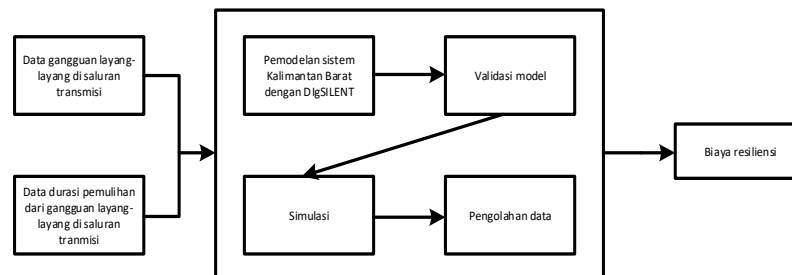 Data gangguan layang-
layang di saluran
transmisi
Data durasi pemulihan
dari gangguan layang-
layang di saluran
tranmisi
Pemodelan sistem
Kalimantan Barat
dengan DIgSILENT
Validasi model
Simulasi
Pengolahan data
Biaya resiliensi